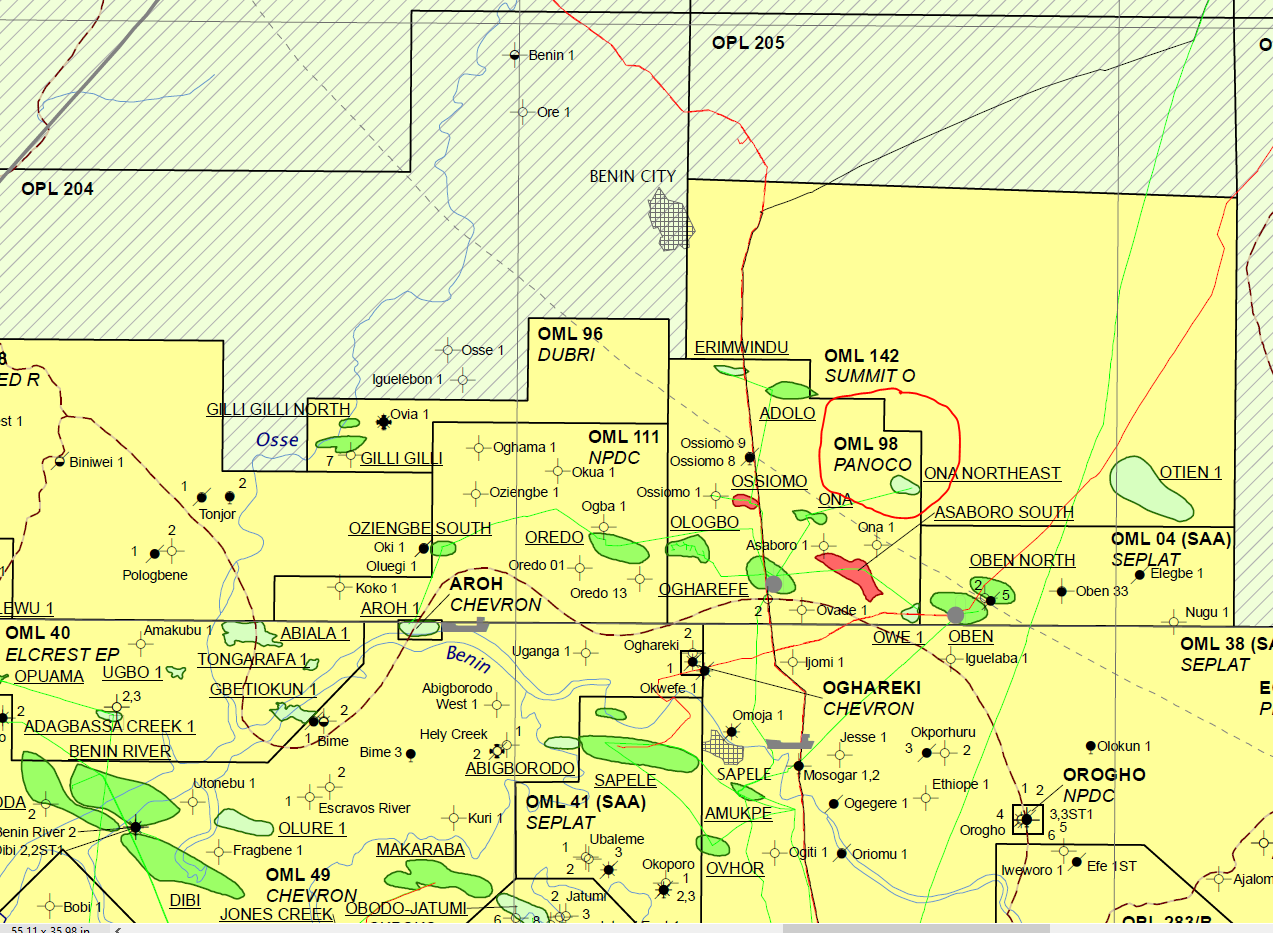 OPL 205
O
Benin 1
Ore 1
OPL 204
BENIN CITY
OML 96
DUBRI
Osse 1
Iguelebon 1
ERIMWINDU
OML 142
SUMMIT O
8
ED R
GILLI GILLI NORTH
Ovia 1
ADOLO
est 1
Osse
7
GILLI GILLI
Oghama 1
OML 111
NPDC
Ossiomo 9
Ossiomo 8
OML 98
PANOCO
Biniwei 1
Okua 1
ONA NORTHEAST
OTIEN 1
1
2
Tonjor
Oziengbe 1
Ossiomo 1
OSSIOMO
ONA
Ogba 1
ASABORO SOUTH
OZIENGBE SOUTH
OREDO
OLOGBO
Ona 1
OML 04 (SAA)
SEPLAT
2
1
Pologbene
Oki 1
Oluegi 1
Asaboro 1
OBEN NORTH
Oredo 01
Elegbe 1
Koko 1
AROH
CHEVRON
Oredo 13
OGHAREFE
2
5
Oben 33
LEWU 1
AROH 1
2
Ovade 1
Nugu 1
OML 40
ELCREST EP
Amakubu 1
ABIALA 1
OWE 1
OBEN
OML 38 (SA
SEPLAT
OPUAMA
UGBO 1
TONGARAFA 1
Benin
Uganga 1
Oghareki
2
1
Ijomi 1
Iguelaba 1
GBETIOKUN 1
Abigborodo
West 1
Okwefe 1
OGHAREKI
CHEVRON
2,3
ADAGBASSA CREEK 1
2
1
Bime
Hely Creek
1
2
Omoja 1
Okporhuru
3
2
BENIN RIVER
Bime 3
ABIGBORODO
SAPELE
SAPELE
Jesse 1
Olokun 1
Utonebu 1
2
1
Escravos River
Mosogar 1,2
Ethiope 1
OROGHO
NPDC
ODA
2
OML 41 (SAA)
SEPLAT
AMUKPE
Ogegere 1
1
2
4
3,3ST1
Orogho
6
5
Benin River 2
Dibi 2,2ST1
OLURE 1
Kuri 1
Ubaleme
1
3
2
Fragbene 1
MAKARABA
Okoporo
1
2,3
OVHOR
Ogiti 1
Oriomu 1
Iweworo 1
Efe 1ST
OML 49
CHEVRON
Ajalom
Bobi 1
DIBI
JONES CREEK
OBODO-JATUMI
2
Jatumi
3
6
8
OPL 283/B
55.11 x 35.98 in